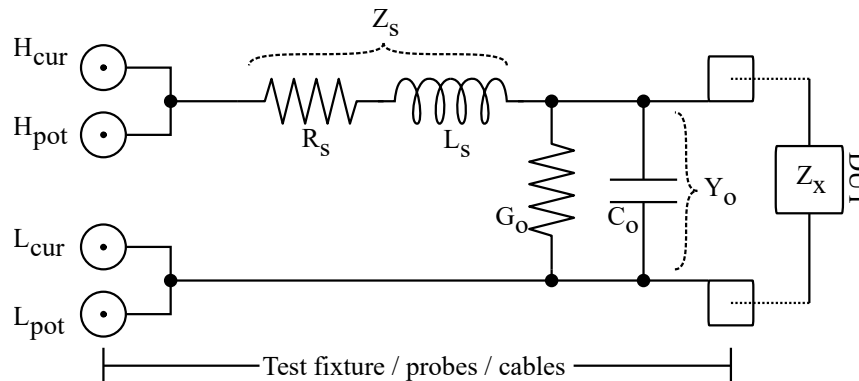 Z_s
H_cur
H_pot
R_s
L_s
G_o
C_o
Y_o
Z_x
DUT
L_cur
L_pot
Test fixture / probes / cables